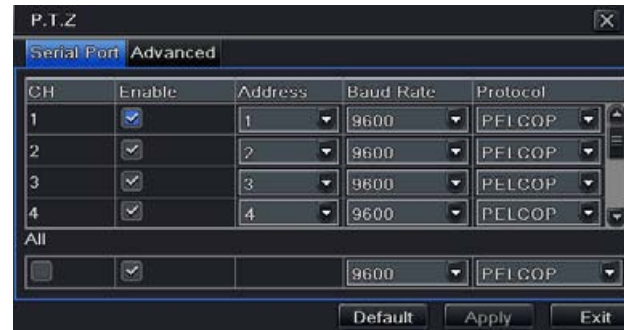 P.T.Z
Serial Port Advanced
CH Enable Address Baud Rate Protocol
1 1 9600 PELCOP
2 2 9600 PELCOP
3 3 9600 PELCOP
4 4 9600 PELCOP
All
9600 PELCOP
Default Apply Exit